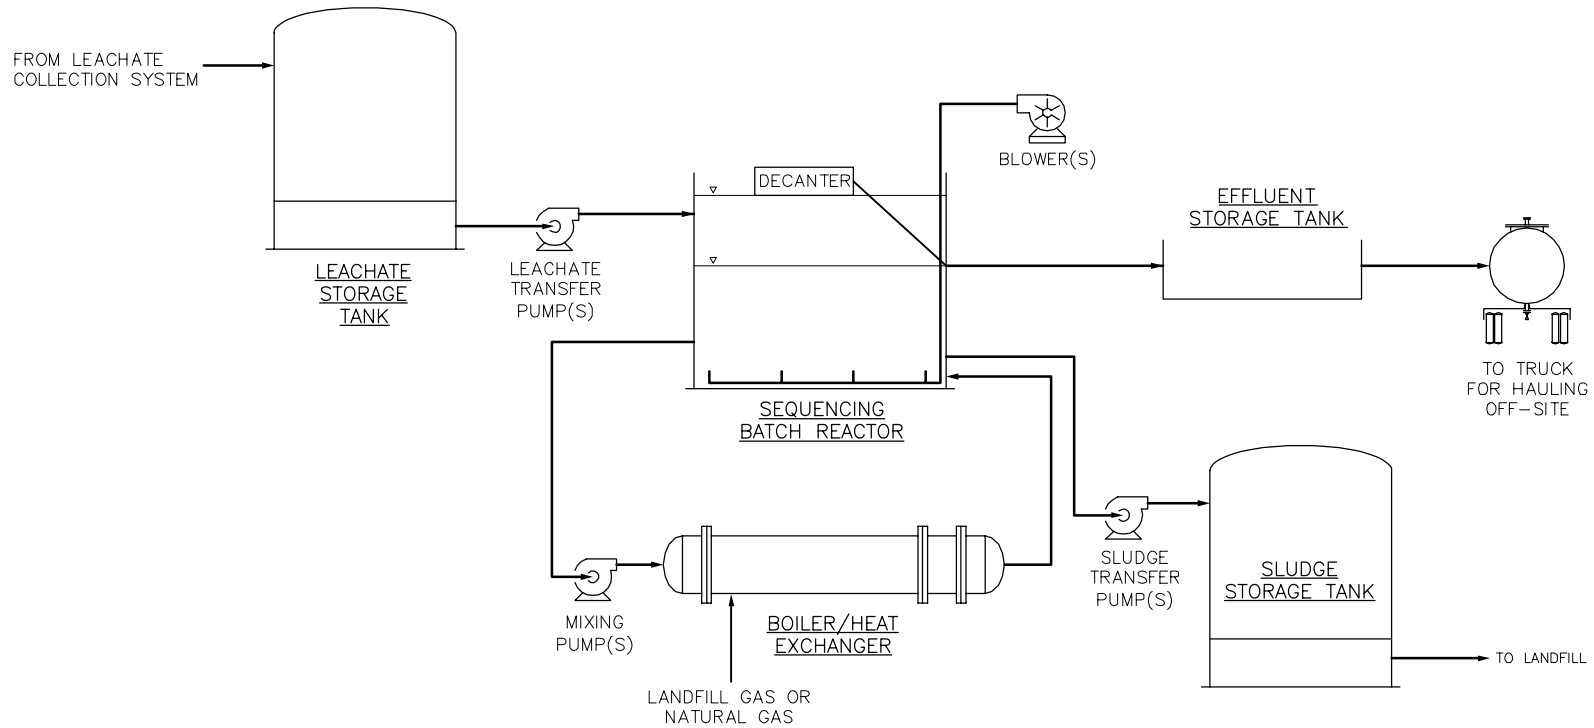 FROM LEACHATE
COLLECTION SYSTEM
LEACHATE
STORAGE
TANK
LEACHATE
TRANSFER
PUMP(S)
DECANTER
BLOWER(S)
EFFLUENT
STORAGE TANK
TO TRUCK
FOR HAULING
OFF-SITE
SEQUENCING
BATCH REACTOR
MIXING
PUMP(S)
BOILER/HEAT
EXCHANGER
LANDFILL GAS OR
NATURAL GAS
SLUDGE
TRANSFER
PUMP(S)
SLUDGE
STORAGE TANK
TO LANDFILL